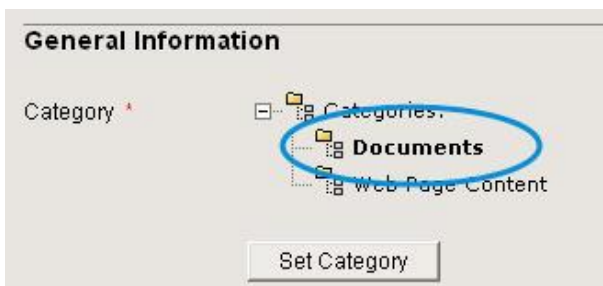 General Information
Category *
Categories:
Documents
Web Page Content
Set Category